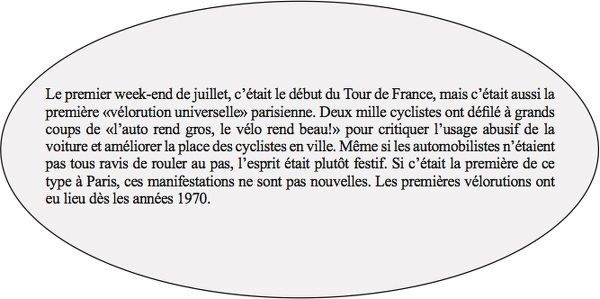 Le premier week-end de juillet, c’était le début du Tour de France, mais c’était aussi la
première «vélorution universelle» parisienne. Deux mille cyclistes ont défilé à grands
coups de «l’auto rend gros, le vélo rend beau!» pour critiquer l’usage abusif de la
voiture et améliorer la place des cyclistes en ville. Même si les automobilistes n’étaient
pas tous ravis de rouler au pas, l’esprit était plutôt festif. Si c’était la première de ce
type à Paris, ces manifestations ne sont pas nouvelles. Les premières vélorutions ont
eu lieu dès les années 1970.